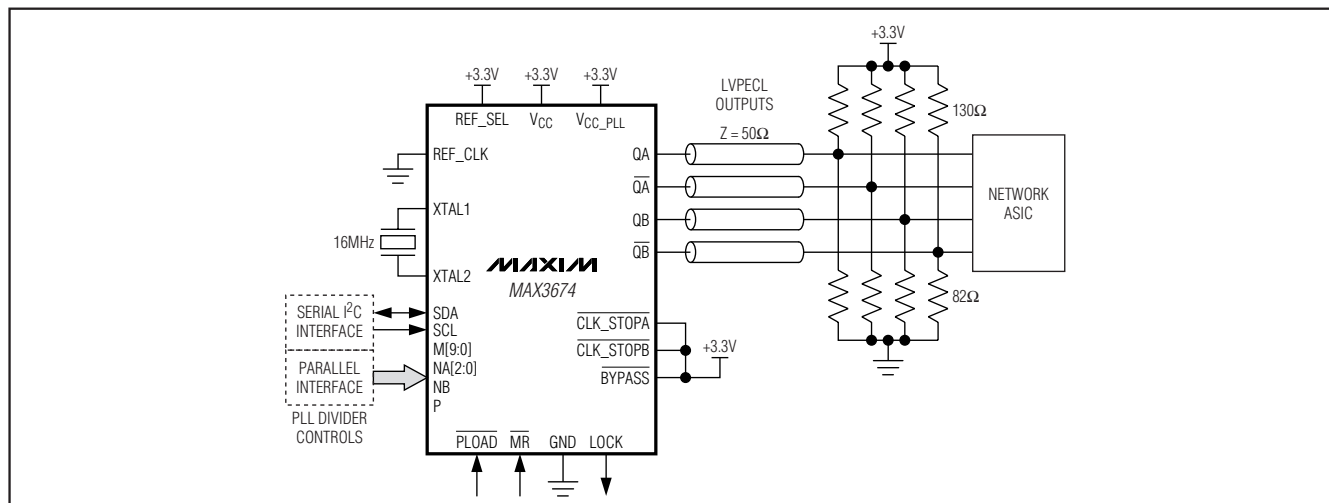 +3.3V
+3.3V
+3.3V
+3.3V
LVPECL
OUTPUTS
Z = 50Ω
130Ω
REF_SEL
VCC
VCC_PLL
REF_CLK
QA
QA
QB
QB
NETWORK
ASIC
XTAL1
16MHz
XTAL2
MAXIM
MAX3674
82Ω
SERIAL I²C
INTERFACE
SDA
SCL
M[9:0]
NA[2:0]
NB
P
PARALLEL
INTERFACE
PLL DIVIDER
CONTROLS
CLK_STOPA
CLK_STOPB
BYPASS
+3.3V
PLOAD
MR
GND
LOCK